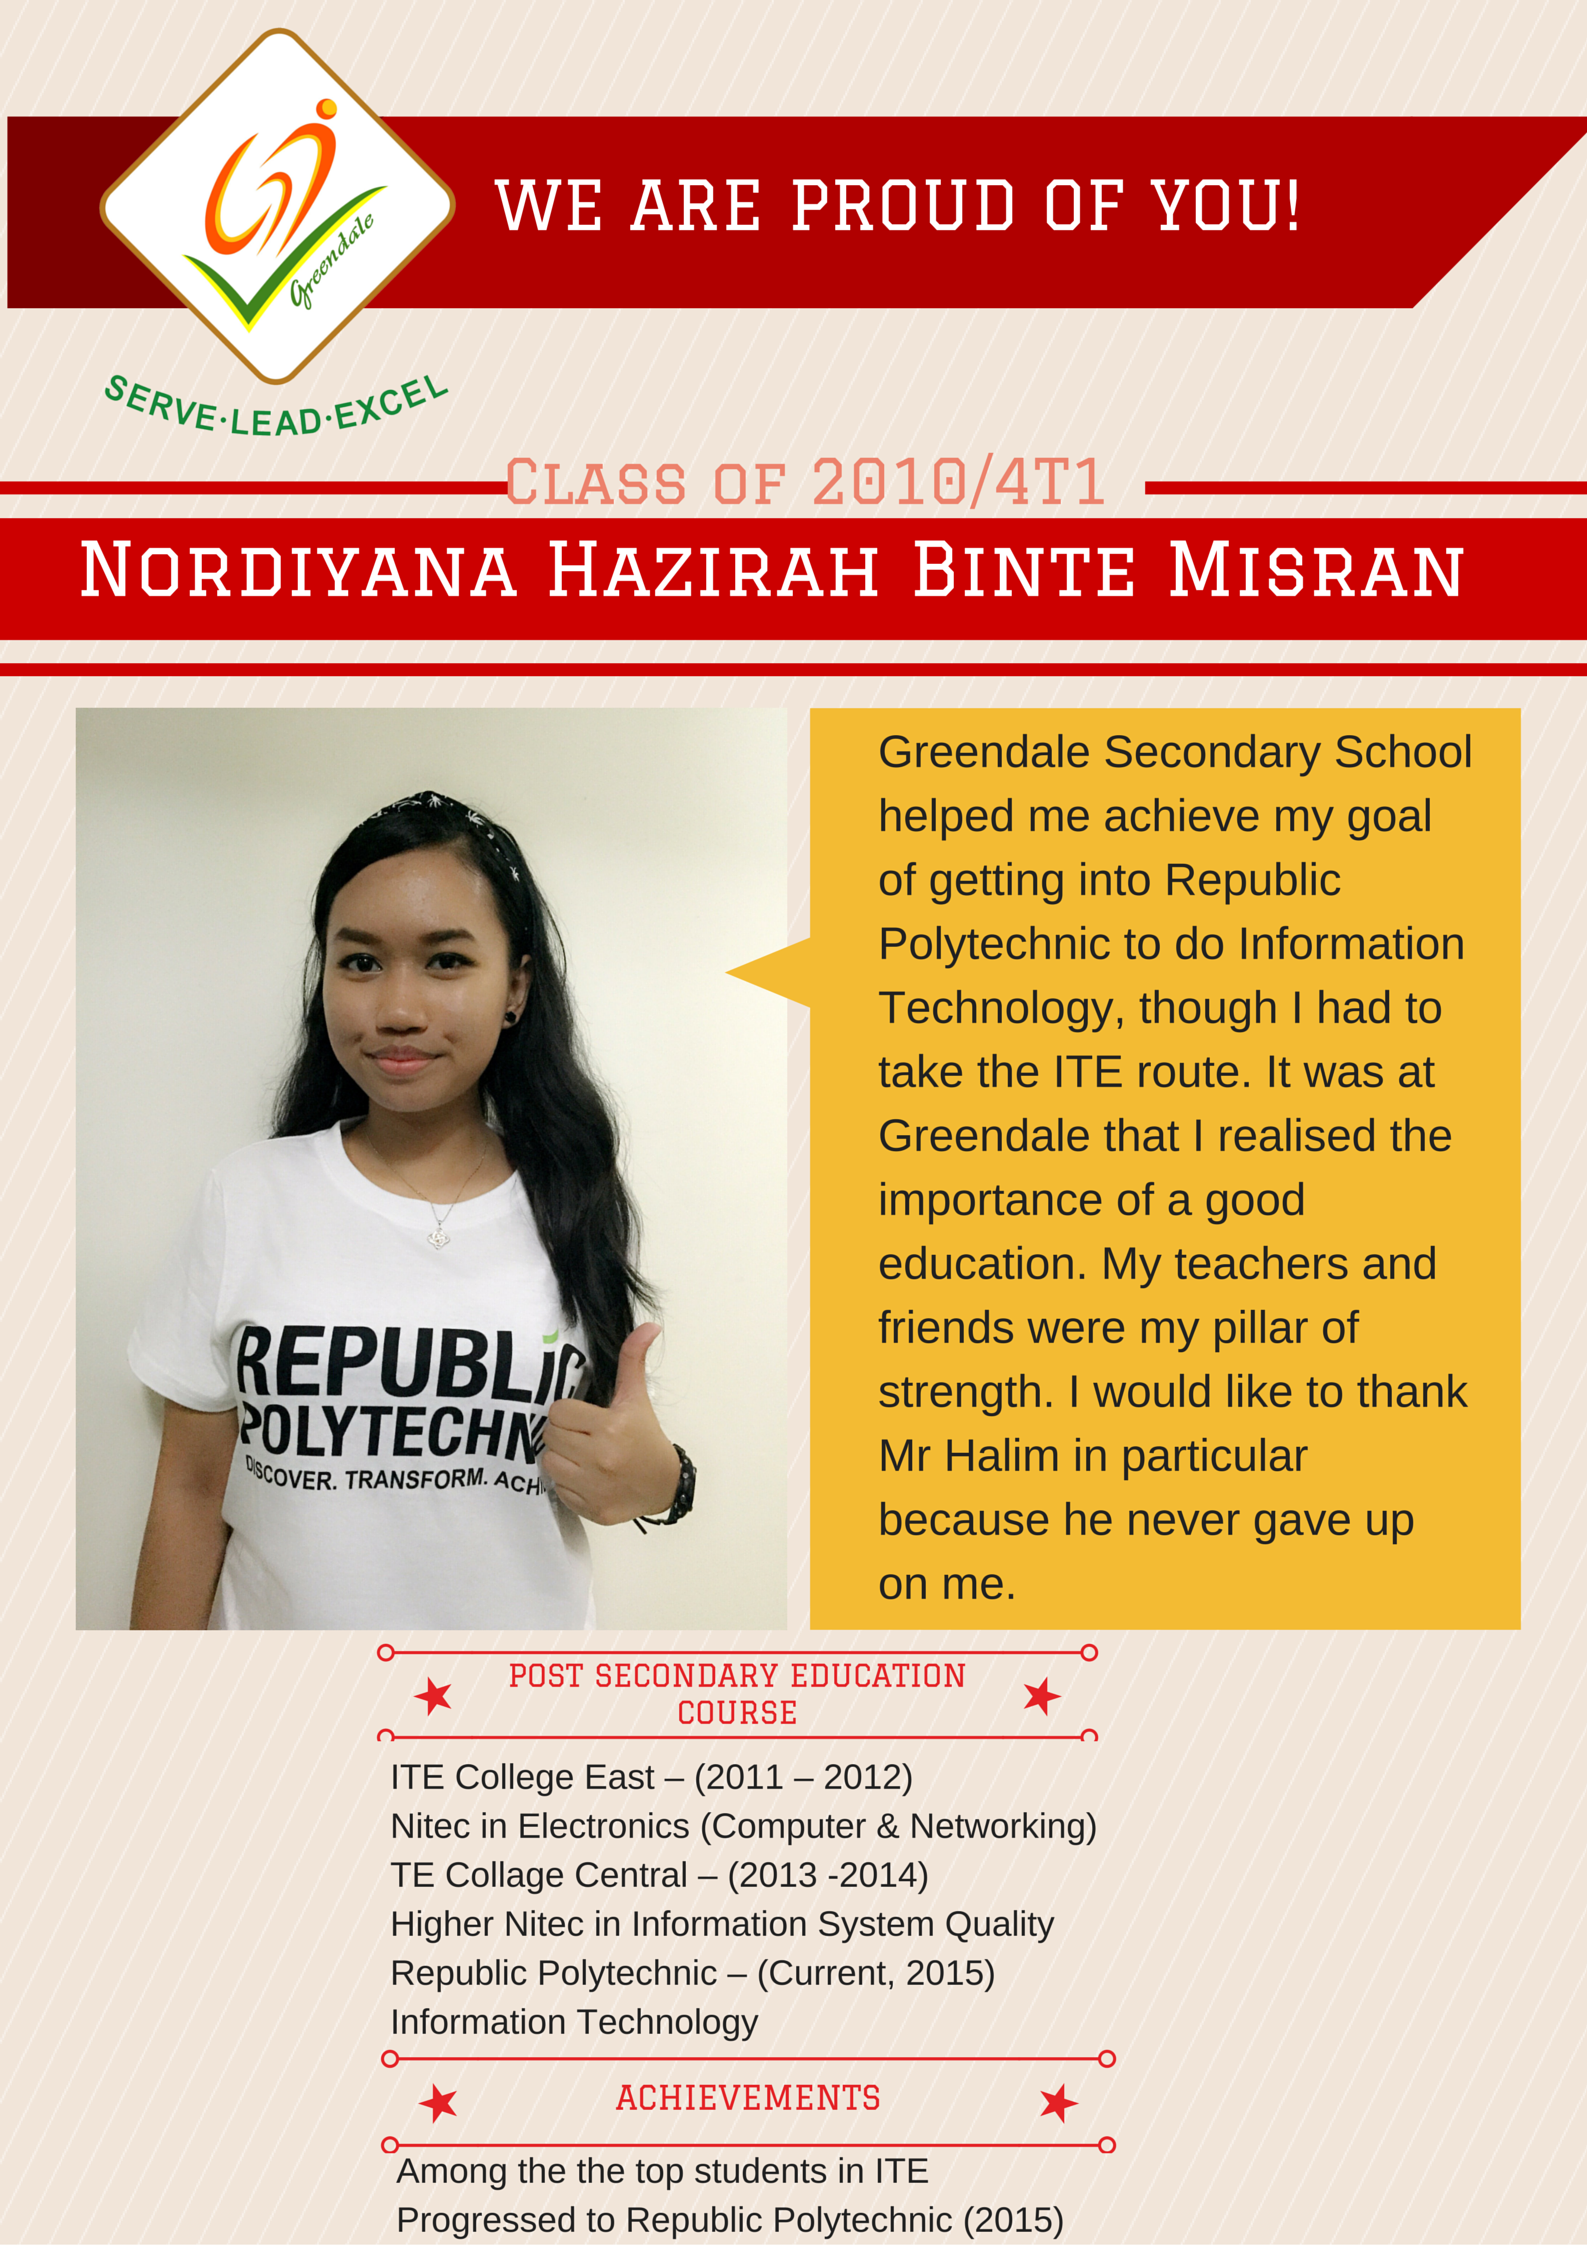 WE ARE PROUD OF YOU!
Greendale
SERVE·LEAD·EXCEL
CLASS OF 2010/4T1
NORDIYANA HAZIRAH BINTE MISRAN
Greendale Secondary School
helped me achieve my goal
of getting into Republic
Polytechnic to do Information
Technology, though I had to
take the ITE route. It was at
Greendale that I realised the
importance of a good
education. My teachers and
friends were my pillar of
strength. I would like to thank
Mr Halim in particular
because he never gave up
on me.
REPUBLIC
POLYTECHNI
DISCOVER. TRANSFORM. ACHI
POST SECONDARY EDUCATION
COURSE
ITE College East – (2011 – 2012)
Nitec in Electronics (Computer & Networking)
TE Collage Central – (2013 -2014)
Higher Nitec in Information System Quality
Republic Polytechnic – (Current, 2015)
Information Technology
ACHIEVEMENTS
Among the the top students in ITE
Progressed to Republic Polytechnic (2015)